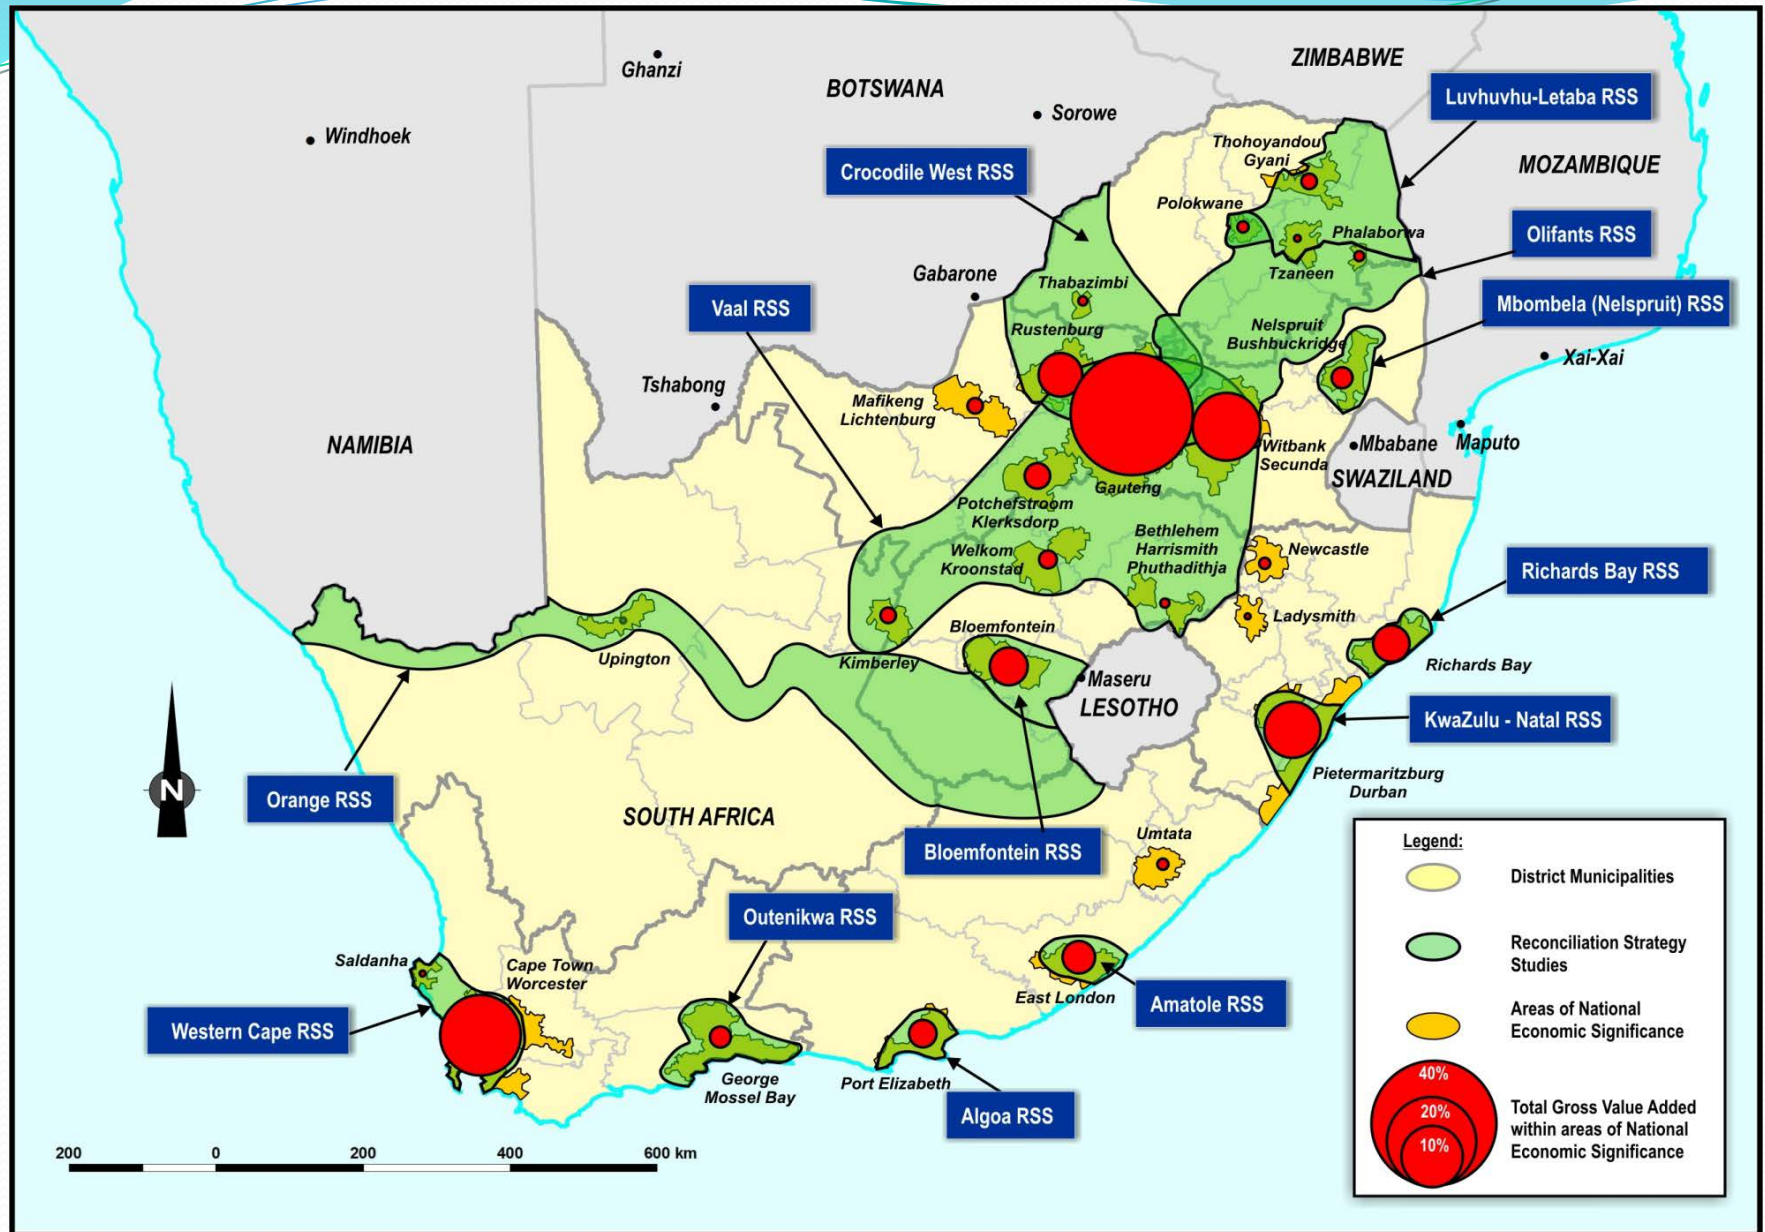 ZIMBABWE
Ghanzi
BOTSWANA
Luvhuvhu-Letaba RSS
Sorowe
Windhoek
Thohoyandou
Gyani
MOZAMBIQUE
Crocodile West RSS
Polokwane
Phalaborwa
Olifants RSS
Gabarone
Tzaneen
Thabazimbi
Vaal RSS
Mbombela (Nelspruit) RSS
Rustenburg
Nelspruit
Bushbuckridge
Xai-Xai
Tshabong
Mafikeng
Lichtenburg
NAMIBIA
Witbank
Secunda
Mbabane
Maputo
SWAZILAND
Gauteng
Potchefstroom
Klerksdorp
Bethlehem
Harrismith
Phuthadithja
Welkom
Kroonstad
Newcastle
Richards Bay RSS
Ladysmith
Bloemfontein
Upington
Kimberley
Richards Bay
Maseru
LESOTHO
KwaZulu - Natal RSS
Pietermaritzburg
Durban
N
Orange RSS
SOUTH AFRICA
Umtata
Bloemfontein RSS
Outenikwa RSS
Saldanha
Cape Town
Worcester
East London
Amatole RSS
Western Cape RSS
George
Mossel Bay
Port Elizabeth
Algoa RSS
200 0 200 400 600 km
Legend:
District Municipalities
Reconciliation Strategy
Studies
Areas of National
Economic Significance
40%
20%
10%
Total Gross Value Added
within areas of National
Economic Significance